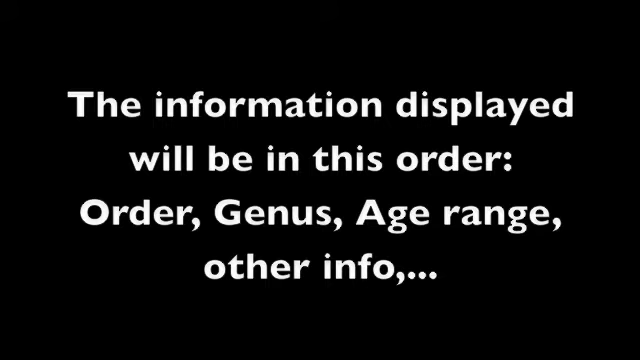 The information displayed
will be in this order:
Order, Genus, Age range,
other info,...